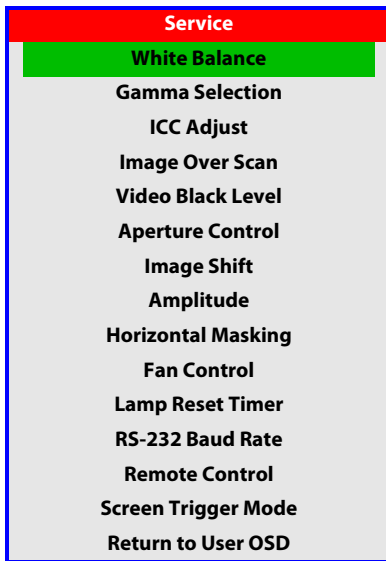 Service
White Balance
Gamma Selection
ICC Adjust
Image Over Scan
Video Black Level
Aperture Control
Image Shift
Amplitude
Horizontal Masking
Fan Control
Lamp Reset Timer
RS-232 Baud Rate
Remote Control
Screen Trigger Mode
Return to User OSD